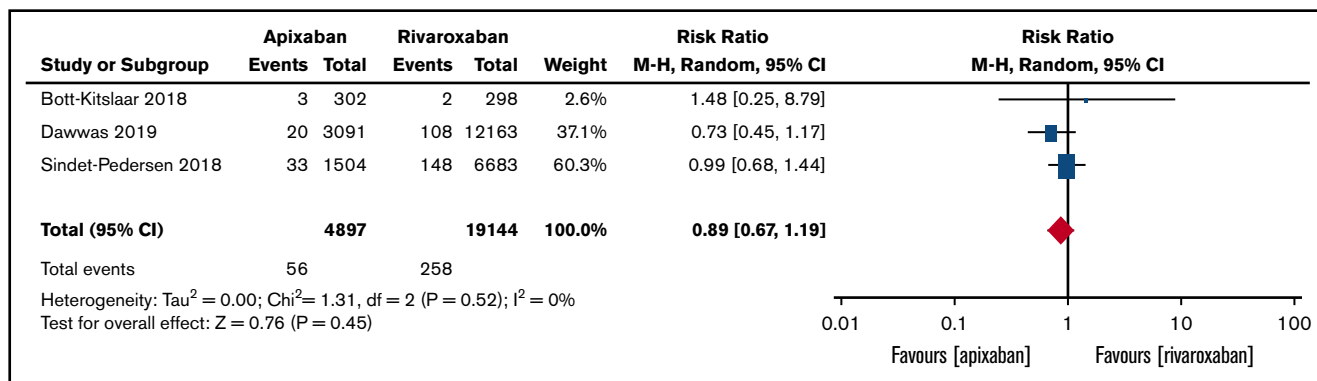 Apixaban Rivaroxaban Risk Ratio Risk Ratio
Study or Subgroup Events Total Events Total Weight M-H, Random, 95% CI M-H, Random, 95% CI
Bott-Kitslaar 2018 3 302 2 298 2.6% 1.48 [0.25, 8.79]
Dawwas 2019 20 3091 108 12163 37.1% 0.73 [0.45, 1.17]
Sindet-Pedersen 2018 33 1504 148 6683 60.3% 0.99 [0.68, 1.44]
Total (95% CI) 4897 19144 100.0% 0.89 [0.67, 1.19]
Total events 56 258
Heterogeneity: Tau² = 0.00; Chi²= 1.31, df = 2 (P = 0.52); I² = 0%
Test for overall effect: Z = 0.76 (P = 0.45)
0.01 0.1 1 10 100
Favours [apixaban] Favours [rivaroxaban]